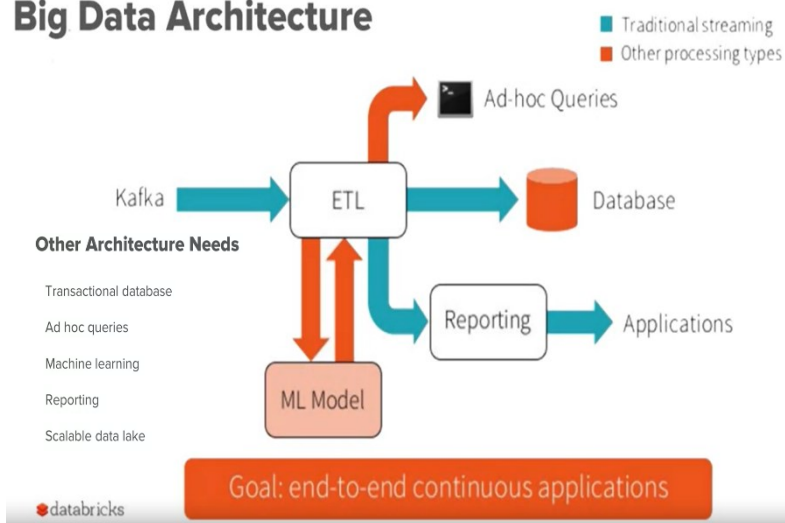 Big Data Architecture
Traditional streaming
Other processing types
Ad-hoc Queries
Kafka
ETL
Database
Other Architecture Needs
Transactional database
Ad hoc queries
Machine learning
Reporting
Scalable data lake
Reporting
Applications
ML Model
Goal: end-to-end continuous applications
databricks